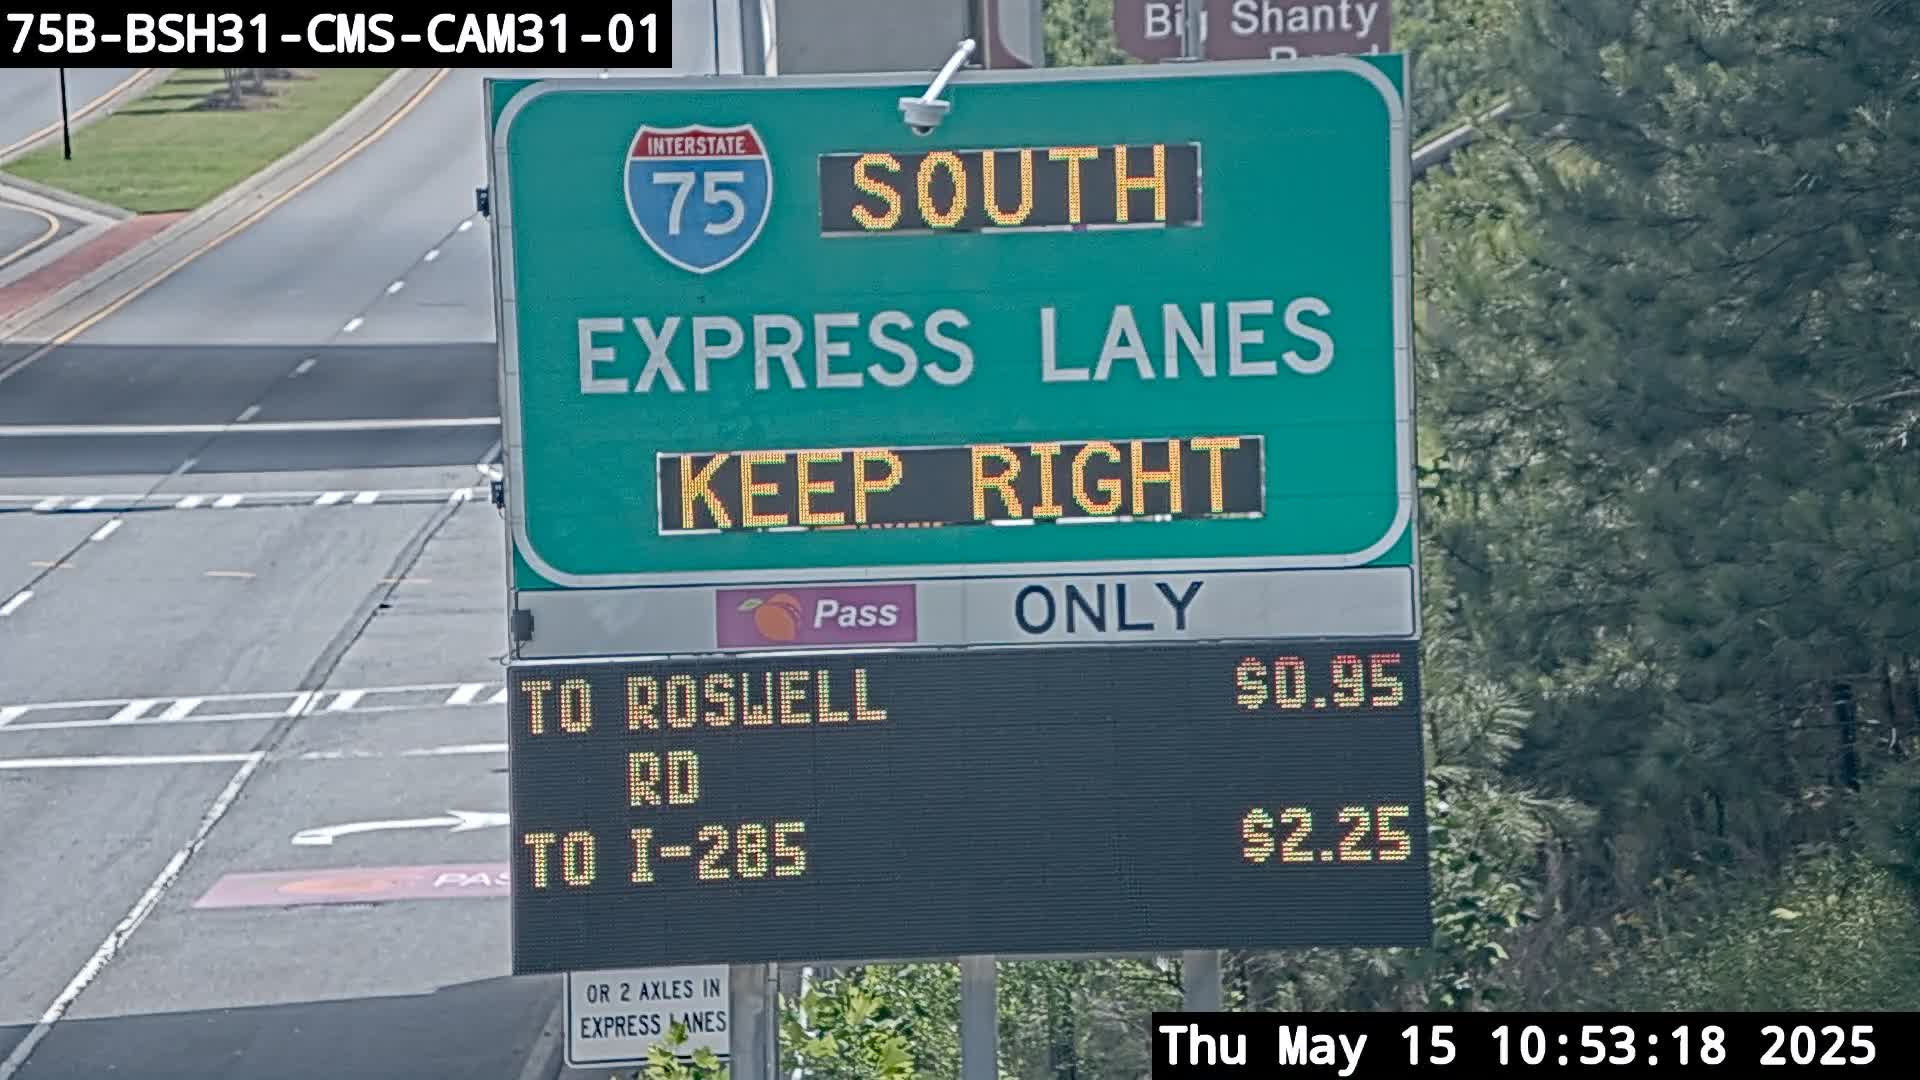 75B-BSH31-CMS-CAM31-01
Big Shanty
Road
INTERSTATE
75
SOUTH
EXPRESS LANES
KEEP RIGHT
Pass ONLY
TO ROSWELL $0.95
RD
TO I-285 $2.25
PAS
OR 2 AXLES IN
EXPRESS LANES
Thu May 15 10:53:18 2025